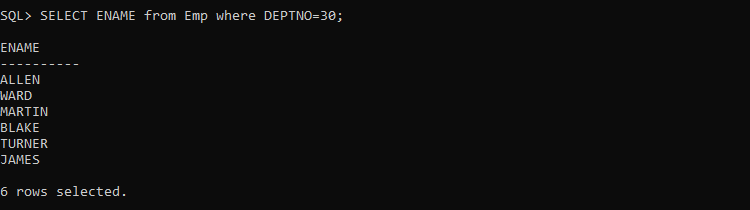 SQL> SELECT ENAME from Emp where DEPTNO=30;
ENAME
----------
ALLEN
WARD
MARTIN
BLAKE
TURNER
JAMES
6 rows selected.